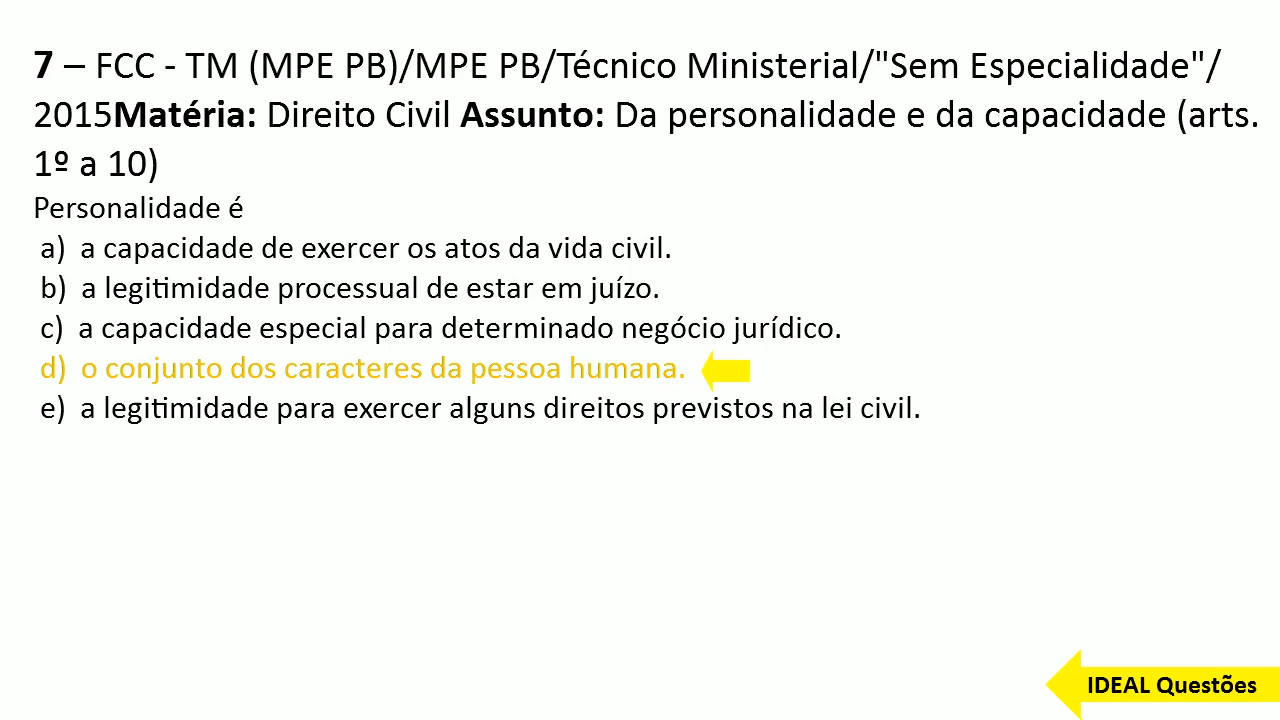 7 – FCC - TM (MPE PB)/MPE PB/Técnico Ministerial/"Sem Especialidade"/
2015Matéria: Direito Civil Assunto: Da personalidade e da capacidade (arts.
1º a 10)
Personalidade é
a) a capacidade de exercer os atos da vida civil.
b) a legitimidade processual de estar em juízo.
c) a capacidade especial para determinado negócio jurídico.
d) o conjunto dos caracteres da pessoa humana.
e) a legitimidade para exercer alguns direitos previstos na lei civil.
IDEAL Questões